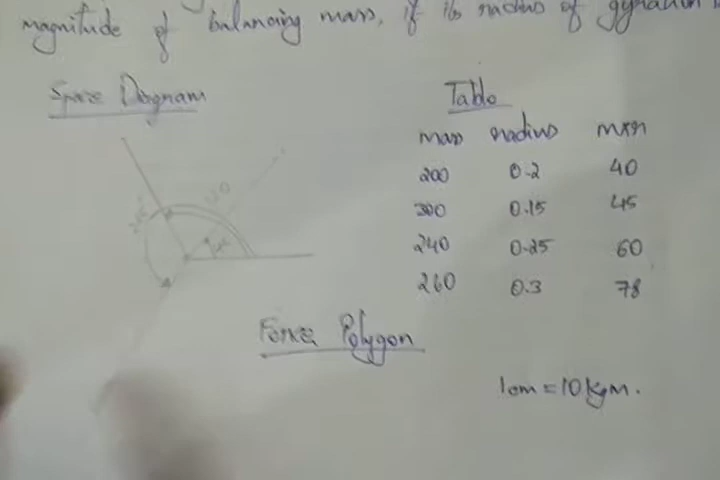 magnitude of balancing mass, if its radius of gyration
Space Diagram
Table
mass radius m×r
200 0.2 40
300 0.15 45
240 0.25 60
260 0.3 78
Force Polygon
1cm = 10 kgm.